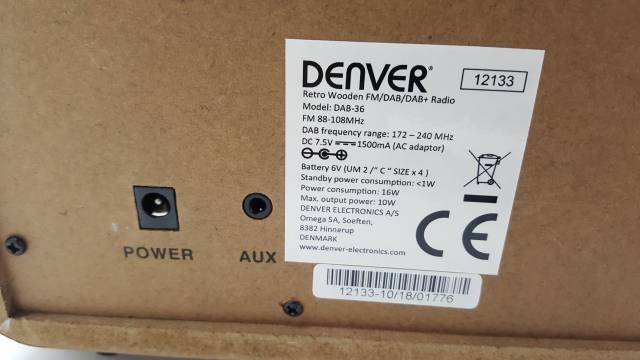 DENVER®
12133
Retro Wooden FM/DAB/DAB+ Radio
Model: DAB-36
FM 88-108MHz
DAB frequency range: 172 – 240 MHz
DC 7.5V 1500mA (AC adaptor)
Battery 6V (UM 2 /" C " SIZE x 4 )
Standby power consumption: <1W
Power consumption: 16W
Max. output power: 10W
DENVER ELECTRONICS A/S
Omega 5A, Soeften,
8382 Hinnerup
DENMARK
www.denver-electronics.com
CE
12133-10/18/01776
POWER
AUX